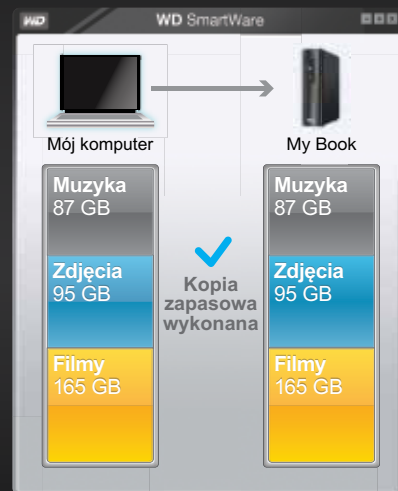 WD
WD SmartWare
Mój komputer
My Book
Muzyka
87 GB
Zdjęcia
95 GB
Filmy
165 GB
Kopia
zapasowa
wykonana
Muzyka
87 GB
Zdjęcia
95 GB
Filmy
165 GB